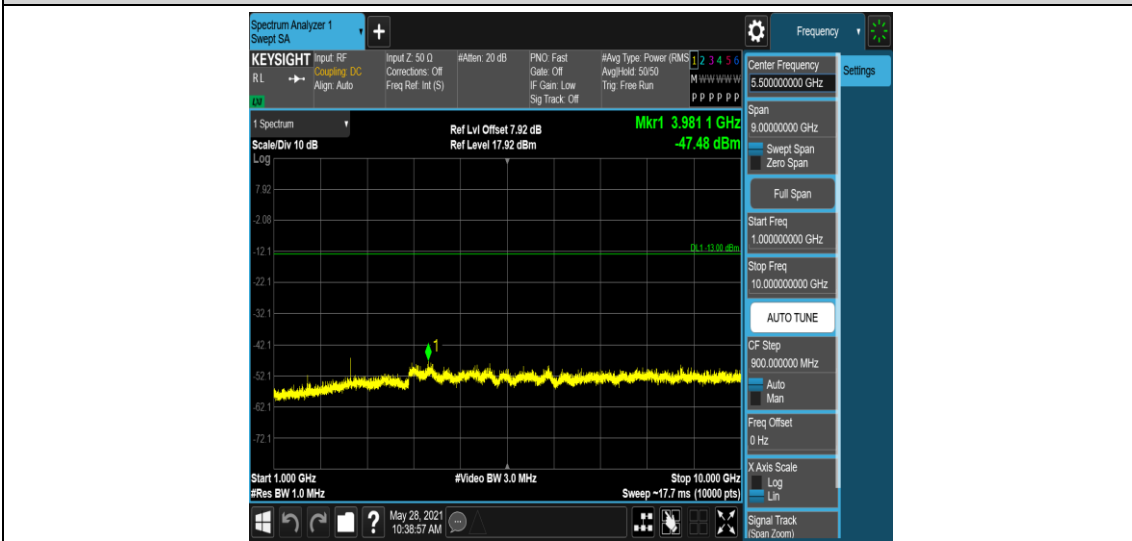 Spectrum Analyzer 1
Swept SA
+
Frequency
KEYSIGHT
RL
LXI
Input: RF
Coupling: DC
Align: Auto
Input Z: 50 Ω
Corrections: Off
Freq Ref: Int (S)
#Atten: 20 dB
PNO: Fast
Gate: Off
IF Gain: Low
Sig Track: Off
#Avg Type: Power (RMS
Avg|Hold: 50/50
Trig: Free Run
1 2 3 4 5 6
M W W W W W
P P P P P P
Center Frequency
5.500000000 GHz
Settings
1 Spectrum
Scale/Div 10 dB
Ref Lvl Offset 7.92 dB
Ref Level 17.92 dBm
Mkr1 3.981 1 GHz
-47.48 dBm
Log
7.92
-2.08
-12.1
-22.1
-32.1
-42.1
-52.1
-62.1
-72.1
DL1 -13.00 dBm
1
Start 1.000 GHz
#Res BW 1.0 MHz
#Video BW 3.0 MHz
Stop 10.000 GHz
Sweep ~17.7 ms (10000 pts)
Span
9.00000000 GHz
Swept Span
Zero Span
Full Span
Start Freq
1.000000000 GHz
Stop Freq
10.000000000 GHz
AUTO TUNE
CF Step
900.000000 MHz
Auto
Man
Freq Offset
0 Hz
X Axis Scale
Log
Lin
Signal Track
(Span Zoom)
?
May 28, 2021
10:38:57 AM